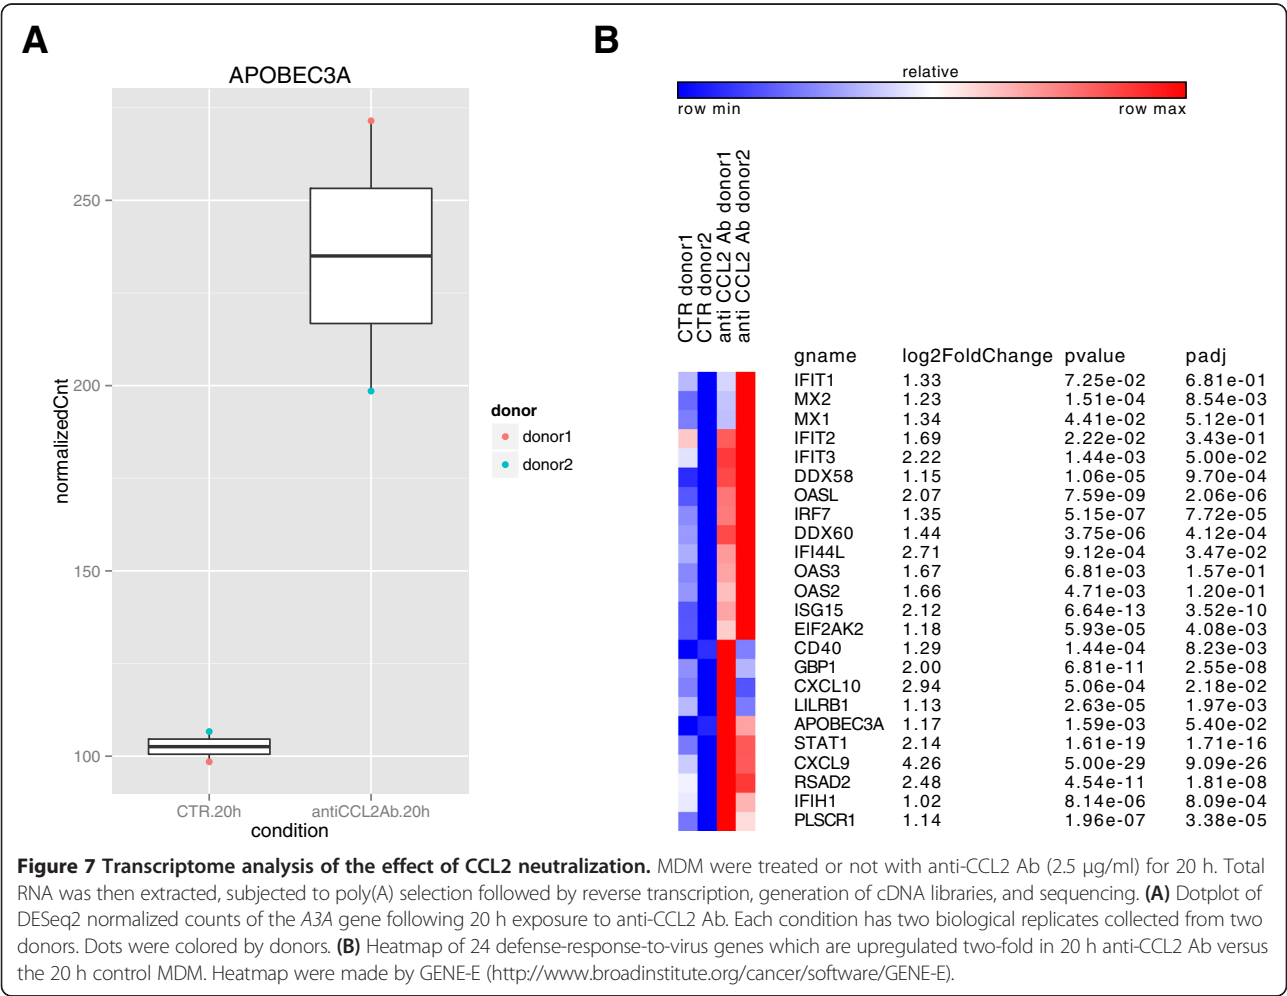 A
APOBEC3A
250
200
150
100
normalizedCnt
CTR.20h
antiCCL2Ab.20h
condition
donor
donor1
donor2
B
relative
row min
row max
CTR donor1
CTR donor2
anti CCL2 Ab donor1
anti CCL2 Ab donor2
gname log2FoldChange pvalue padj
IFIT1 1.33 7.25e-02 6.81e-01
MX2 1.23 1.51e-04 8.54e-03
MX1 1.34 4.41e-02 5.12e-01
IFIT2 1.69 2.22e-02 3.43e-01
IFIT3 2.22 1.44e-03 5.00e-02
DDX58 1.15 1.06e-05 9.70e-04
OASL 2.07 7.59e-09 2.06e-06
IRF7 1.35 5.15e-07 7.72e-05
DDX60 1.44 3.75e-06 4.12e-04
IFI44L 2.71 9.12e-04 3.47e-02
OAS3 1.67 6.81e-03 1.57e-01
OAS2 1.66 4.71e-03 1.20e-01
ISG15 2.12 6.64e-13 3.52e-10
EIF2AK2 1.18 5.93e-05 4.08e-03
CD40 1.29 1.44e-04 8.23e-03
GBP1 2.00 6.81e-11 2.55e-08
CXCL10 2.94 5.06e-04 2.18e-02
LILRB1 1.13 2.63e-05 1.97e-03
APOBEC3A 1.17 1.59e-03 5.40e-02
STAT1 2.14 1.61e-19 1.71e-16
CXCL9 4.26 5.00e-29 9.09e-26
RSAD2 2.48 4.54e-11 1.81e-08
IFIH1 1.02 8.14e-06 8.09e-04
PLSCR1 1.14 1.96e-07 3.38e-05
Figure 7 Transcriptome analysis of the effect of CCL2 neutralization. MDM were treated or not with anti-CCL2 Ab (2.5 μg/ml) for 20 h. Total
RNA was then extracted, subjected to poly(A) selection followed by reverse transcription, generation of cDNA libraries, and sequencing. (A) Dotplot of
DESeq2 normalized counts of the A3A gene following 20 h exposure to anti-CCL2 Ab. Each condition has two biological replicates collected from two
donors. Dots were colored by donors. (B) Heatmap of 24 defense-response-to-virus genes which are upregulated two-fold in 20 h anti-CCL2 Ab versus
the 20 h control MDM. Heatmap were made by GENE-E (http://www.broadinstitute.org/cancer/software/GENE-E).